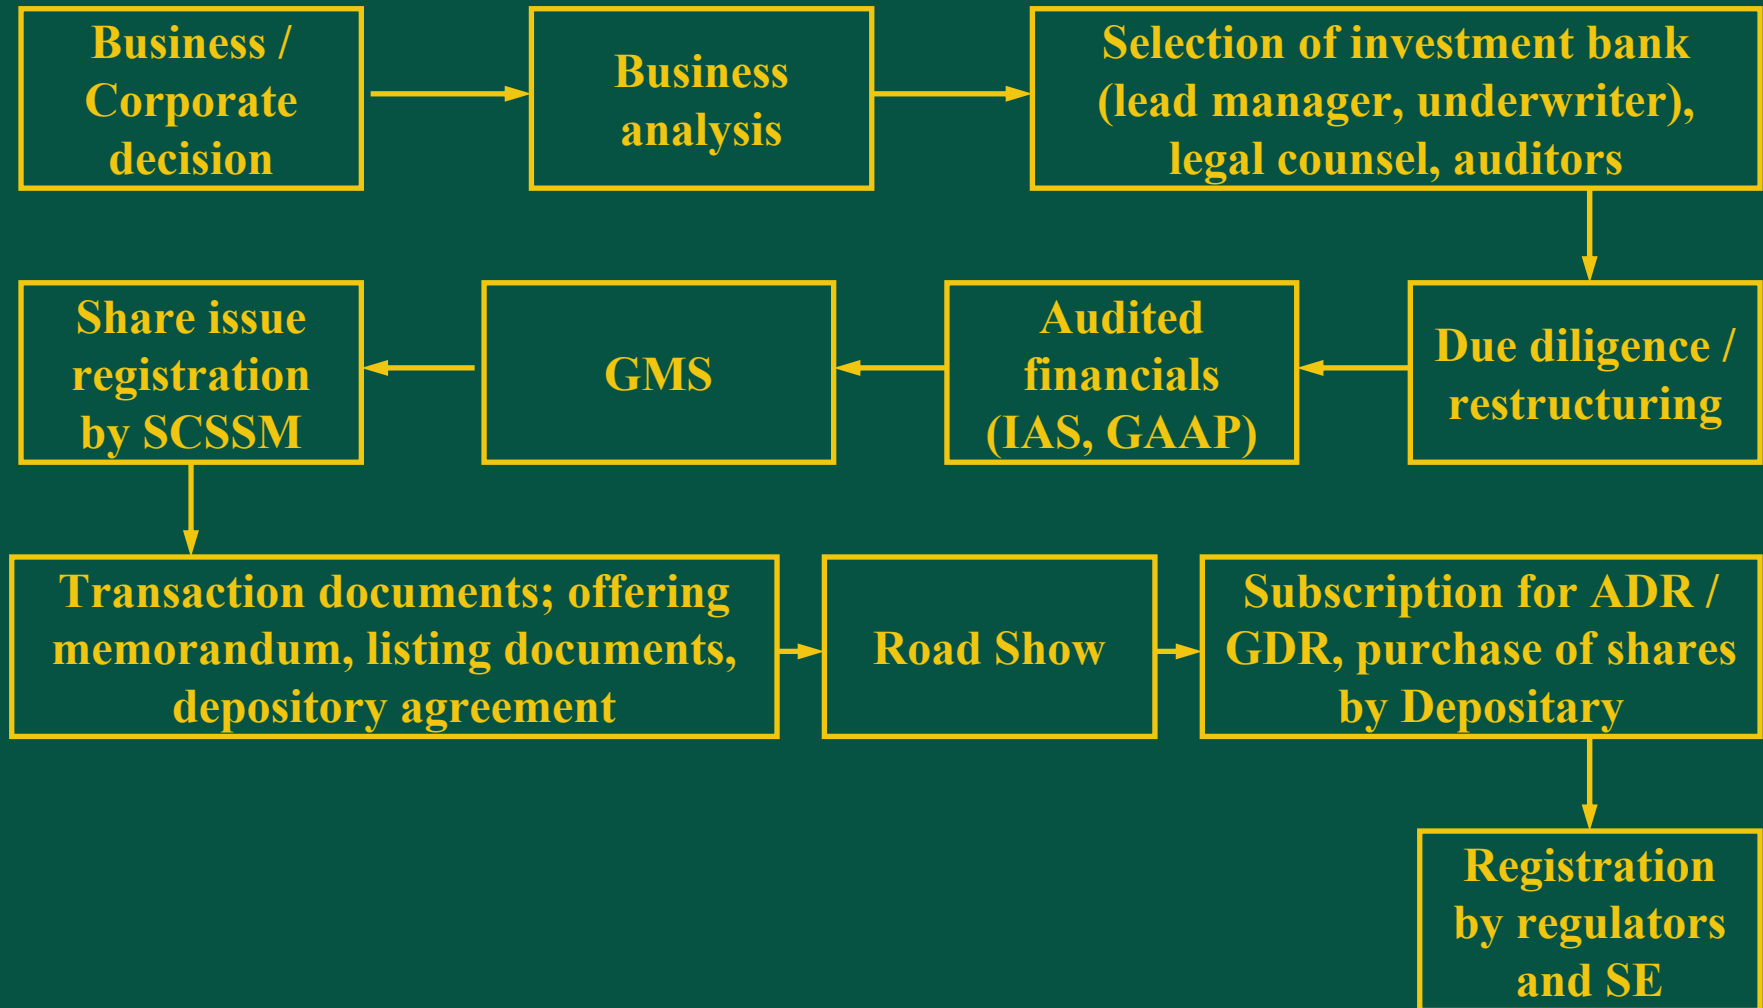 Business /
Corporate
decision
Business
analysis
Selection of investment bank
(lead manager, underwriter),
legal counsel, auditors
Share issue
registration
by SCSSM
GMS
Audited
financials
(IAS, GAAP)
Due diligence /
restructuring
Transaction documents; offering
memorandum, listing documents,
depository agreement
Road Show
Subscription for ADR /
GDR, purchase of shares
by Depositary
Registration
by regulators
and SE